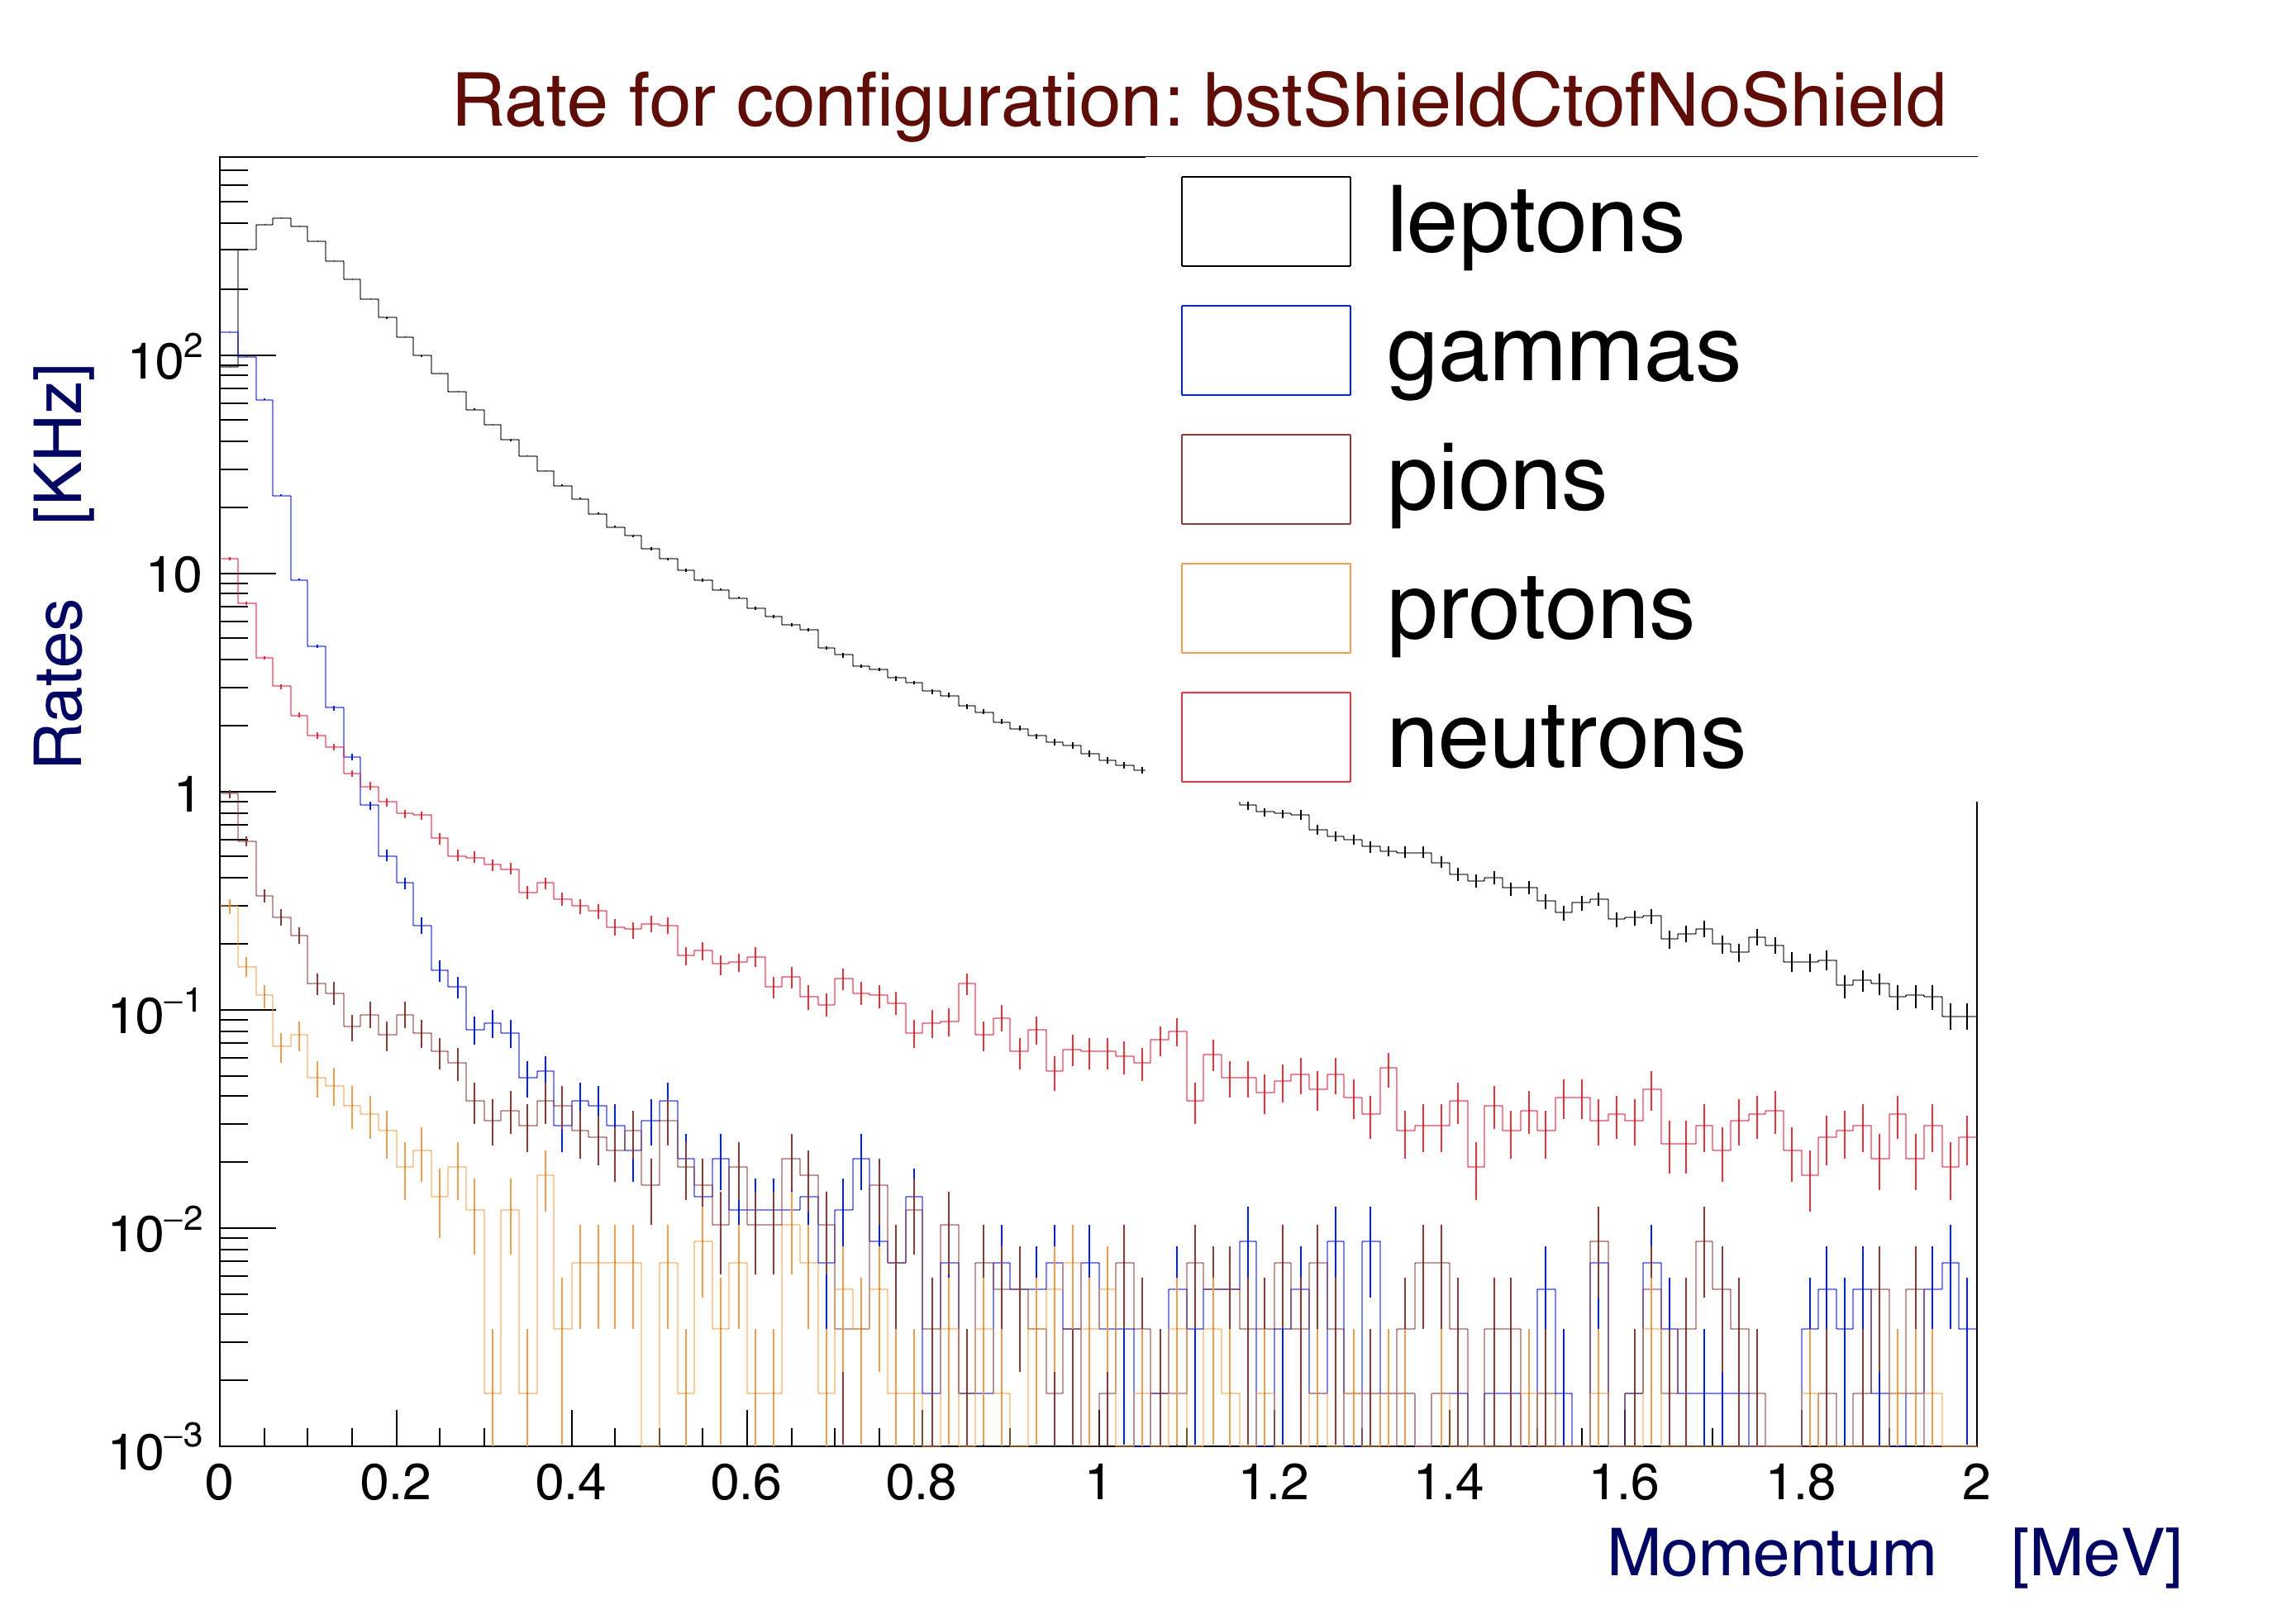 Rate for configuration: bstShieldCtofNoShield
leptons
gammas
pions
protons
neutrons
Rates [KHz]
10²
10
1
10⁻¹
10⁻²
10⁻³
0 0.2 0.4 0.6 0.8 1 1.2 1.4 1.6 1.8 2
Momentum [MeV]